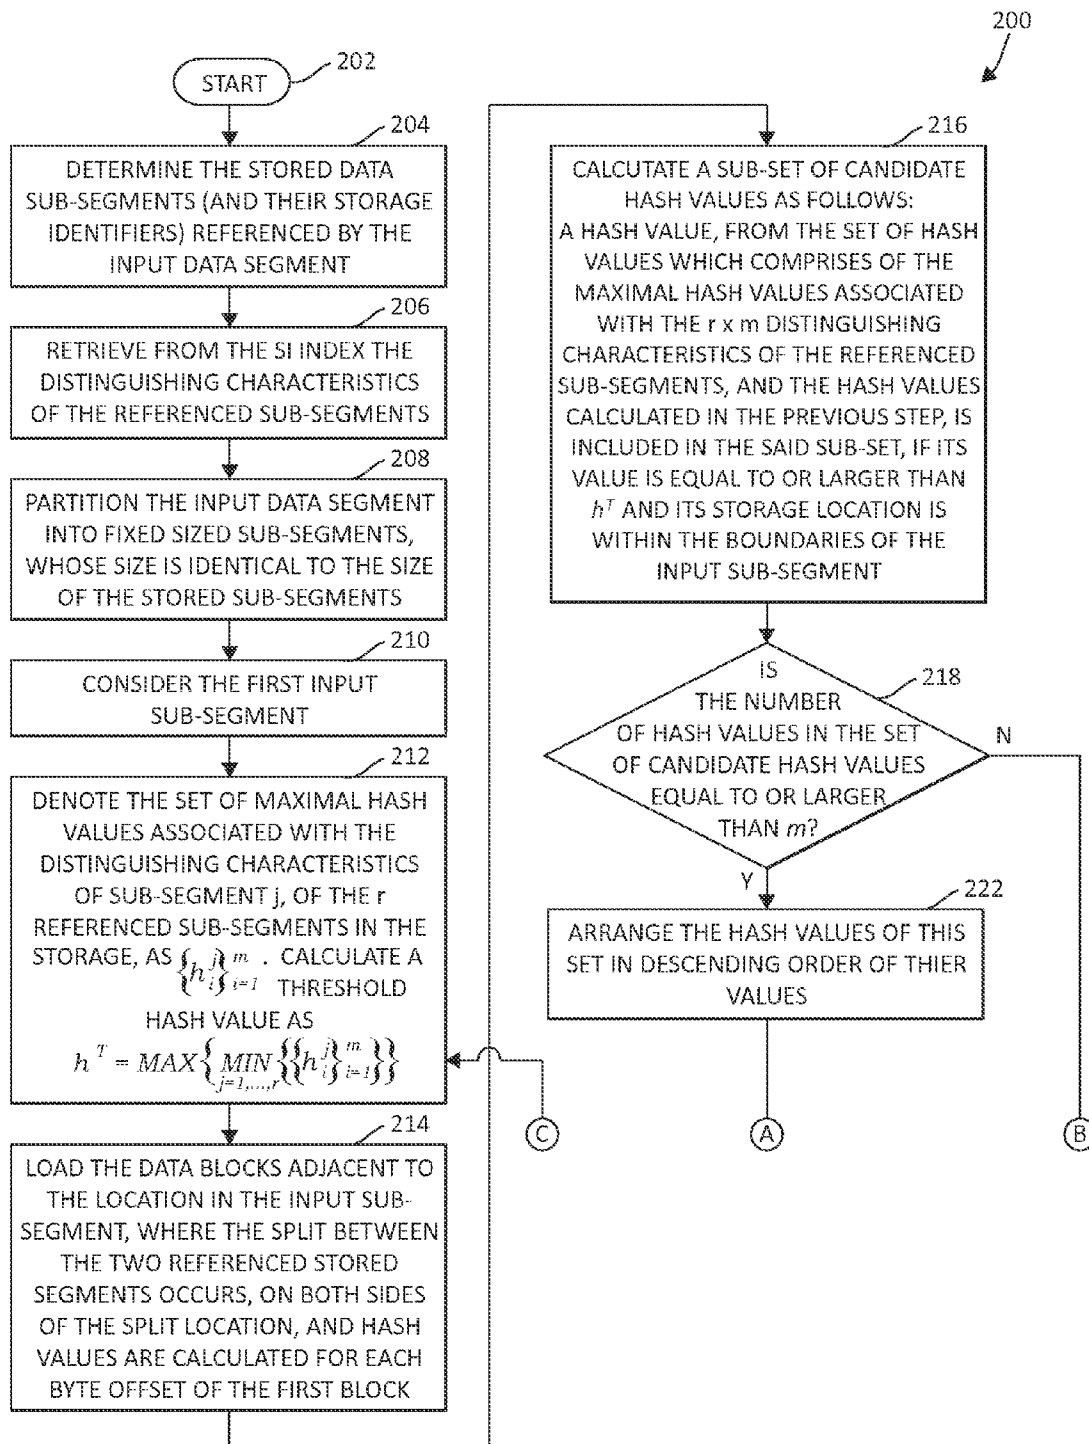 200
START
202
204
DETERMINE THE STORED DATA
SUB-SEGMENTS (AND THEIR STORAGE
IDENTIFIERS) REFERENCED BY THE
INPUT DATA SEGMENT
206
RETRIEVE FROM THE SI INDEX THE
DISTINGUISHING CHARACTERISTICS
OF THE REFERENCED SUB-SEGMENTS
208
PARTITION THE INPUT DATA SEGMENT
INTO FIXED SIZED SUB-SEGMENTS,
WHOSE SIZE IS IDENTICAL TO THE SIZE
OF THE STORED SUB-SEGMENTS
210
CONSIDER THE FIRST INPUT
SUB-SEGMENT
212
DENOTE THE SET OF MAXIMAL HASH
VALUES ASSOCIATED WITH THE
DISTINGUISHING CHARACTERISTICS
OF SUB-SEGMENT j, OF THE r
REFERENCED SUB-SEGMENTS IN THE
STORAGE, AS {h_i^j}_{i=1}^m . CALCULATE A
THRESHOLD
HASH VALUE AS
h^T = MAX{MIN_{j=1,...,r}{{h_i^j}_{i=1}^m}}
214
LOAD THE DATA BLOCKS ADJACENT TO
THE LOCATION IN THE INPUT SUB-
SEGMENT, WHERE THE SPLIT BETWEEN
THE TWO REFERENCED STORED
SEGMENTS OCCURS, ON BOTH SIDES
OF THE SPLIT LOCATION, AND HASH
VALUES ARE CALCULATED FOR EACH
BYTE OFFSET OF THE FIRST BLOCK
216
CALCUTATE A SUB-SET OF CANDIDATE
HASH VALUES AS FOLLOWS:
A HASH VALUE, FROM THE SET OF HASH
VALUES WHICH COMPRISES OF THE
MAXIMAL HASH VALUES ASSOCIATED
WITH THE r x m DISTINGUISHING
CHARACTERISTICS OF THE REFERENCED
SUB-SEGMENTS, AND THE HASH VALUES
CALCULATED IN THE PREVIOUS STEP, IS
INCLUDED IN THE SAID SUB-SET, IF ITS
VALUE IS EQUAL TO OR LARGER THAN
h^T AND ITS STORAGE LOCATION IS
WITHIN THE BOUNDARIES OF THE
INPUT SUB-SEGMENT
218
IS
THE NUMBER
OF HASH VALUES IN THE SET
OF CANDIDATE HASH VALUES
EQUAL TO OR LARGER
THAN m?
N
Y
222
ARRANGE THE HASH VALUES OF THIS
SET IN DESCENDING ORDER OF THIER
VALUES
C
A
B